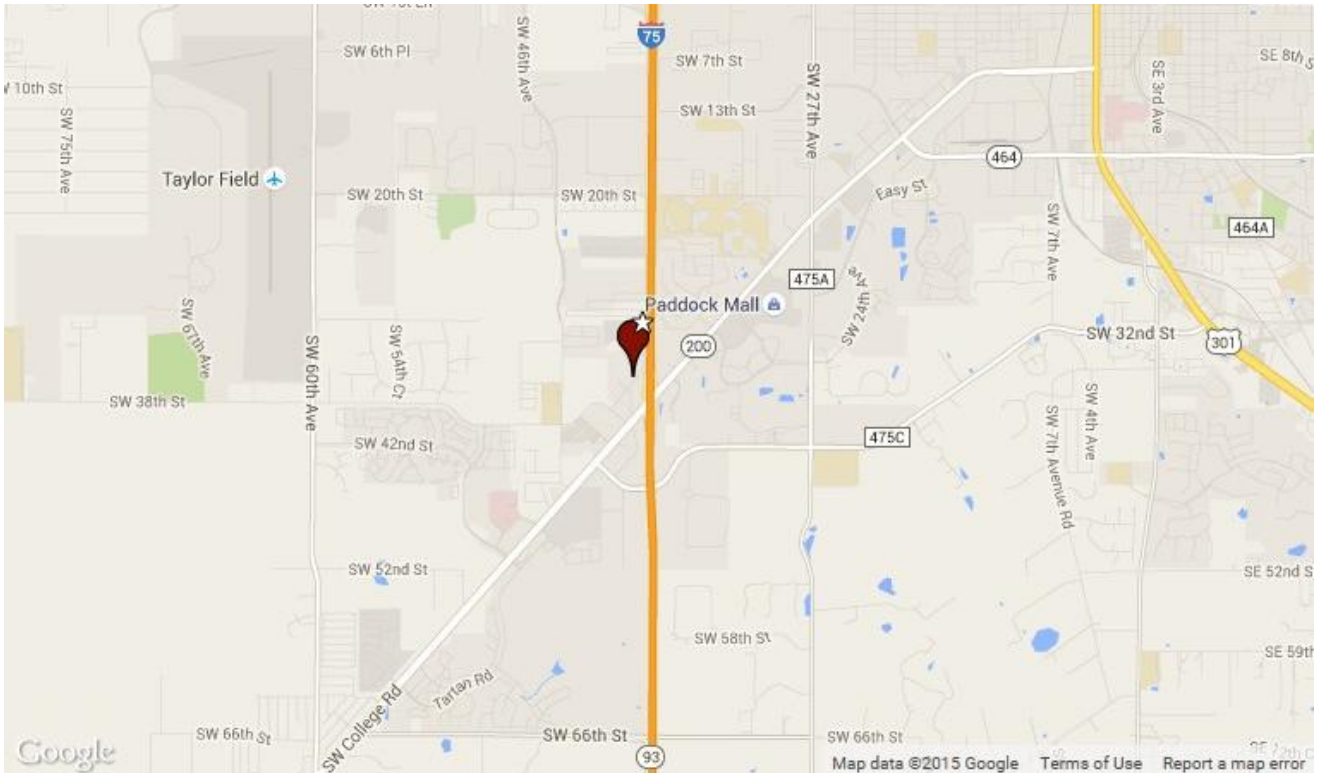 SW 6th Pl
SW 46th Ave
75
SW 7th St
SW 27th Ave
SE 3rd Ave
SE 8th S
10th St
SW 75th Ave
SW 13th St
464
Taylor Field
SW 20th St
SW 20th St
Easy St
SW 7th Ave
464A
475A
SW 24th Ave
Paddock Mall
SW 67th Ave
SW 54th Ct
SW 60th Ave
200
SW 32nd St
301
SW 38th St
SW 42nd St
475C
SW 4th Ave
SW 7th Avenue Rd
SW 52nd St
SE 52nd S
SW 58th St
SE 59th
Tartan Rd
SW College Rd
SW 66th St
SW 66th St
SW 66th St
93
Google
Map data ©2015 Google Terms of Use Report a map error